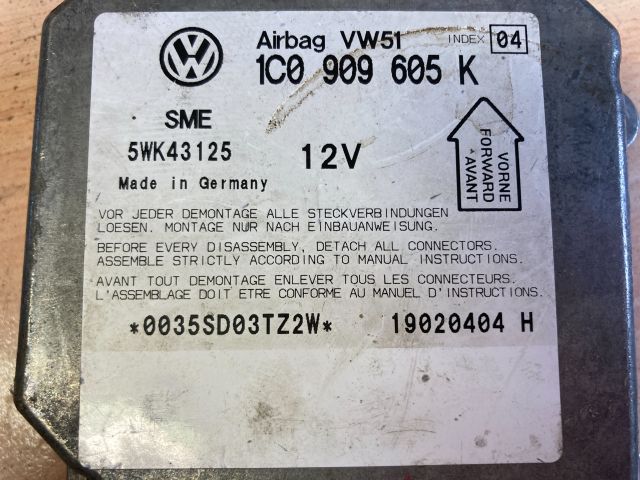 Airbag VW51 INDEX 04
1C0 909 605 K
SME
5WK43125 12V
Made in Germany
VORNE
FORWARD
AVANT
VOR JEDER DEMONTAGE ALLE STECKVERBINDUNGEN
LOESEN. MONTAGE NUR NACH EINBAUANWEISUNG.
BEFORE EVERY DISASSEMBLY, DETACH ALL CONNECTORS.
ASSEMBLE STRICTLY ACCORDING TO MANUAL INSTRUCTIONS.
AVANT TOUT DEMONTAGE ENLEVER TOUS LES CONNECTEURS.
L'ASSEMBLAGE DOIT ETRE CONFORME AU MANUEL D'INSTRUCTIONS.
*0035SD03TZ2W* 19020404 H